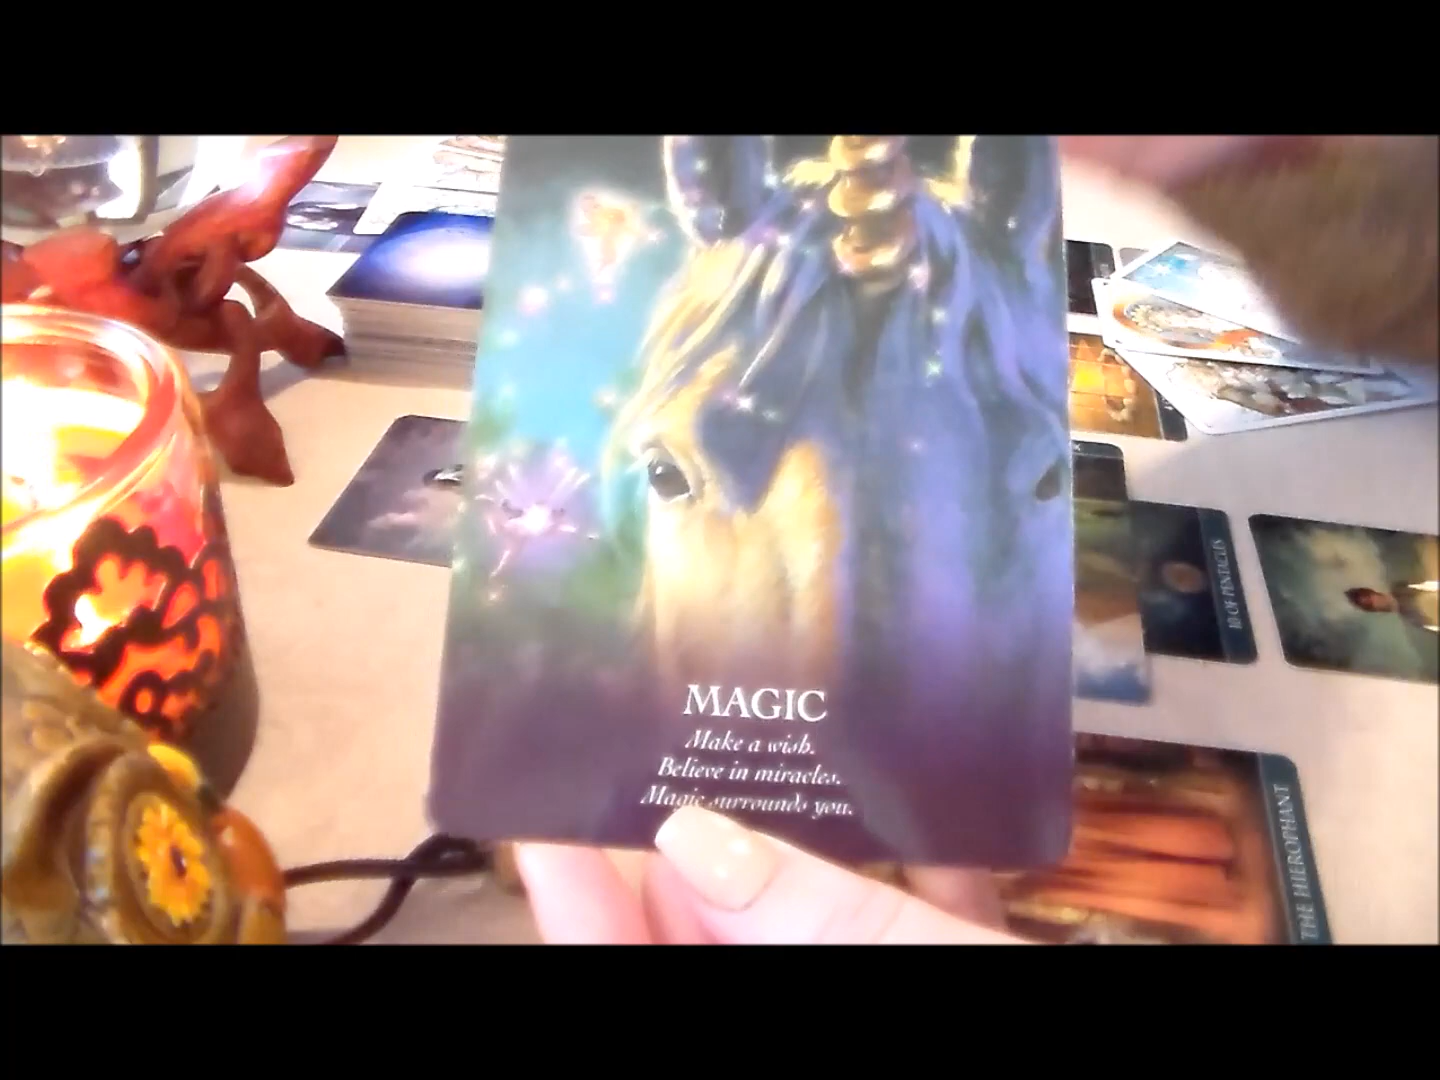 MAGIC
Make a wish.
Believe in miracles.
Magic surrounds you.
10 OF PENTACLES
THE HIEROPHANT